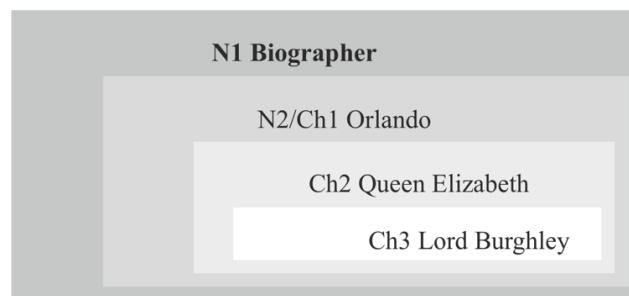 N1 Biographer
N2/Ch1 Orlando
Ch2 Queen Elizabeth
Ch3 Lord Burghley